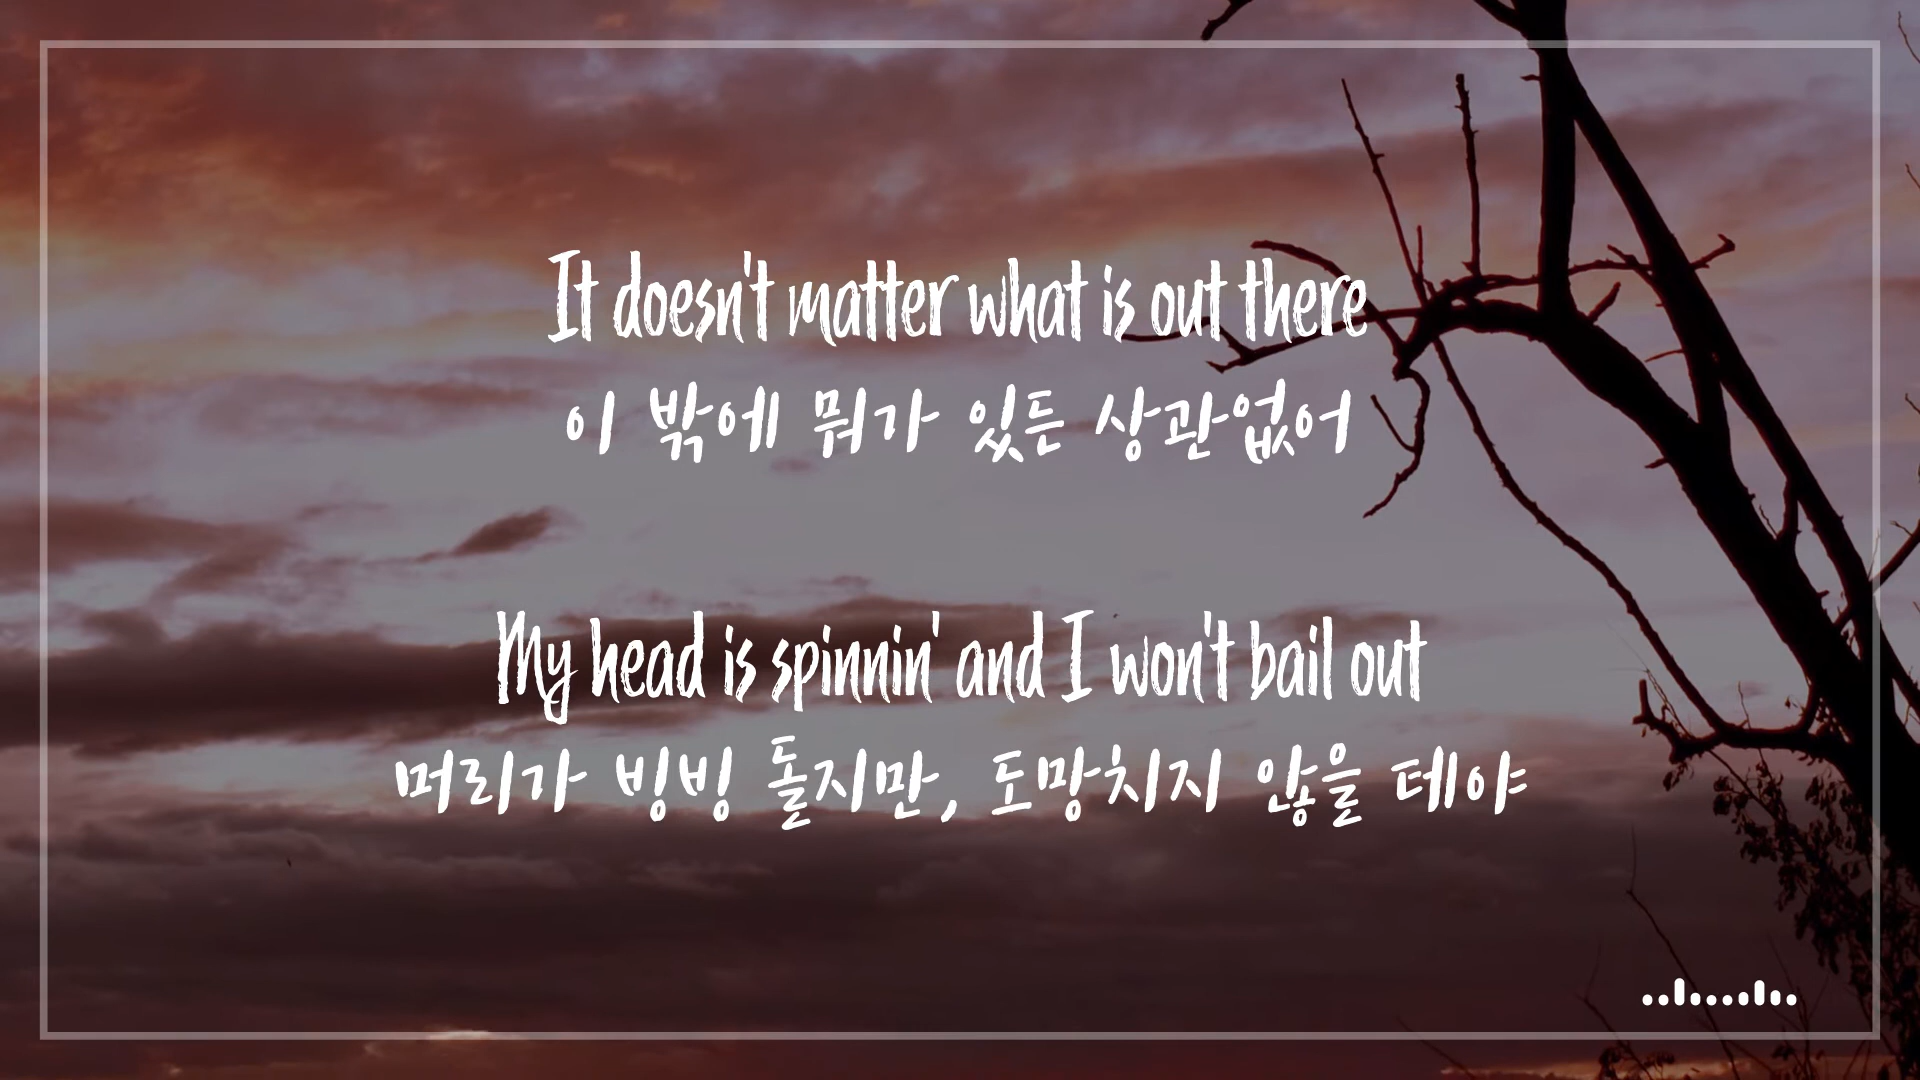 It doesn't matter what is out there
이 밖에 뭐가 있든 상관없어
My head is spinnin' and I won't bail out
머리가 빙빙 돌지만, 도망치지 않을 테야